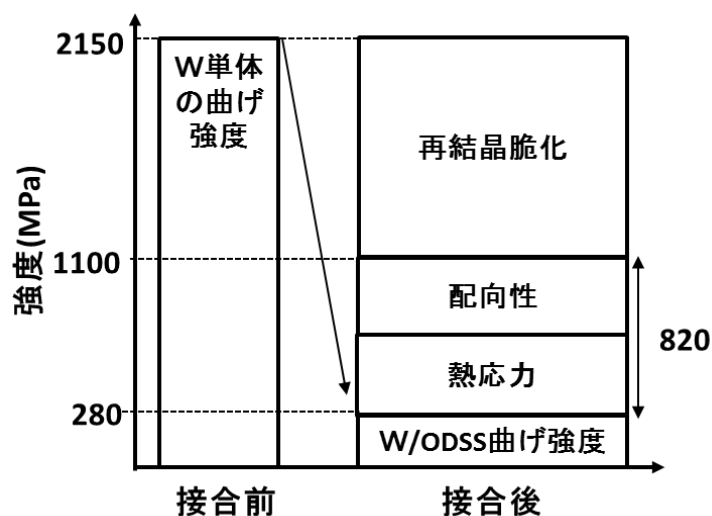 2150
W単体
の曲げ
強度
再結晶脆化
強度(MPa)
1100
配向性
820
熱応力
280
W/ODSS曲げ強度
接合前
接合後